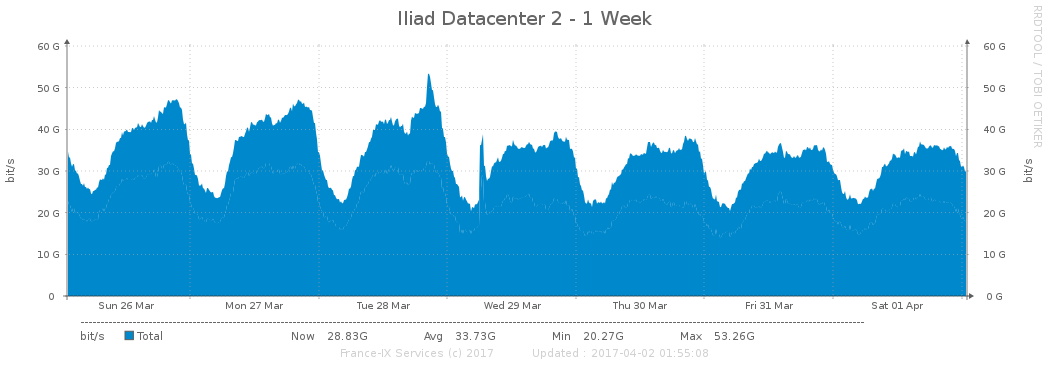 Iliad Datacenter 2 - 1 Week
RRDTOOL / TOBI OETIKER
60 G 60 G
50 G 50 G
40 G 40 G
30 G 30 G
20 G 20 G
10 G 10 G
0 0 G
bit/s
bit/s
Sun 26 Mar Mon 27 Mar Tue 28 Mar Wed 29 Mar Thu 30 Mar Fri 31 Mar Sat 01 Apr
bit/s Total Now 28.83G Avg 33.73G Min 20.27G Max 53.26G
France-IX Services (c) 2017 Updated : 2017-04-02 01:55:08